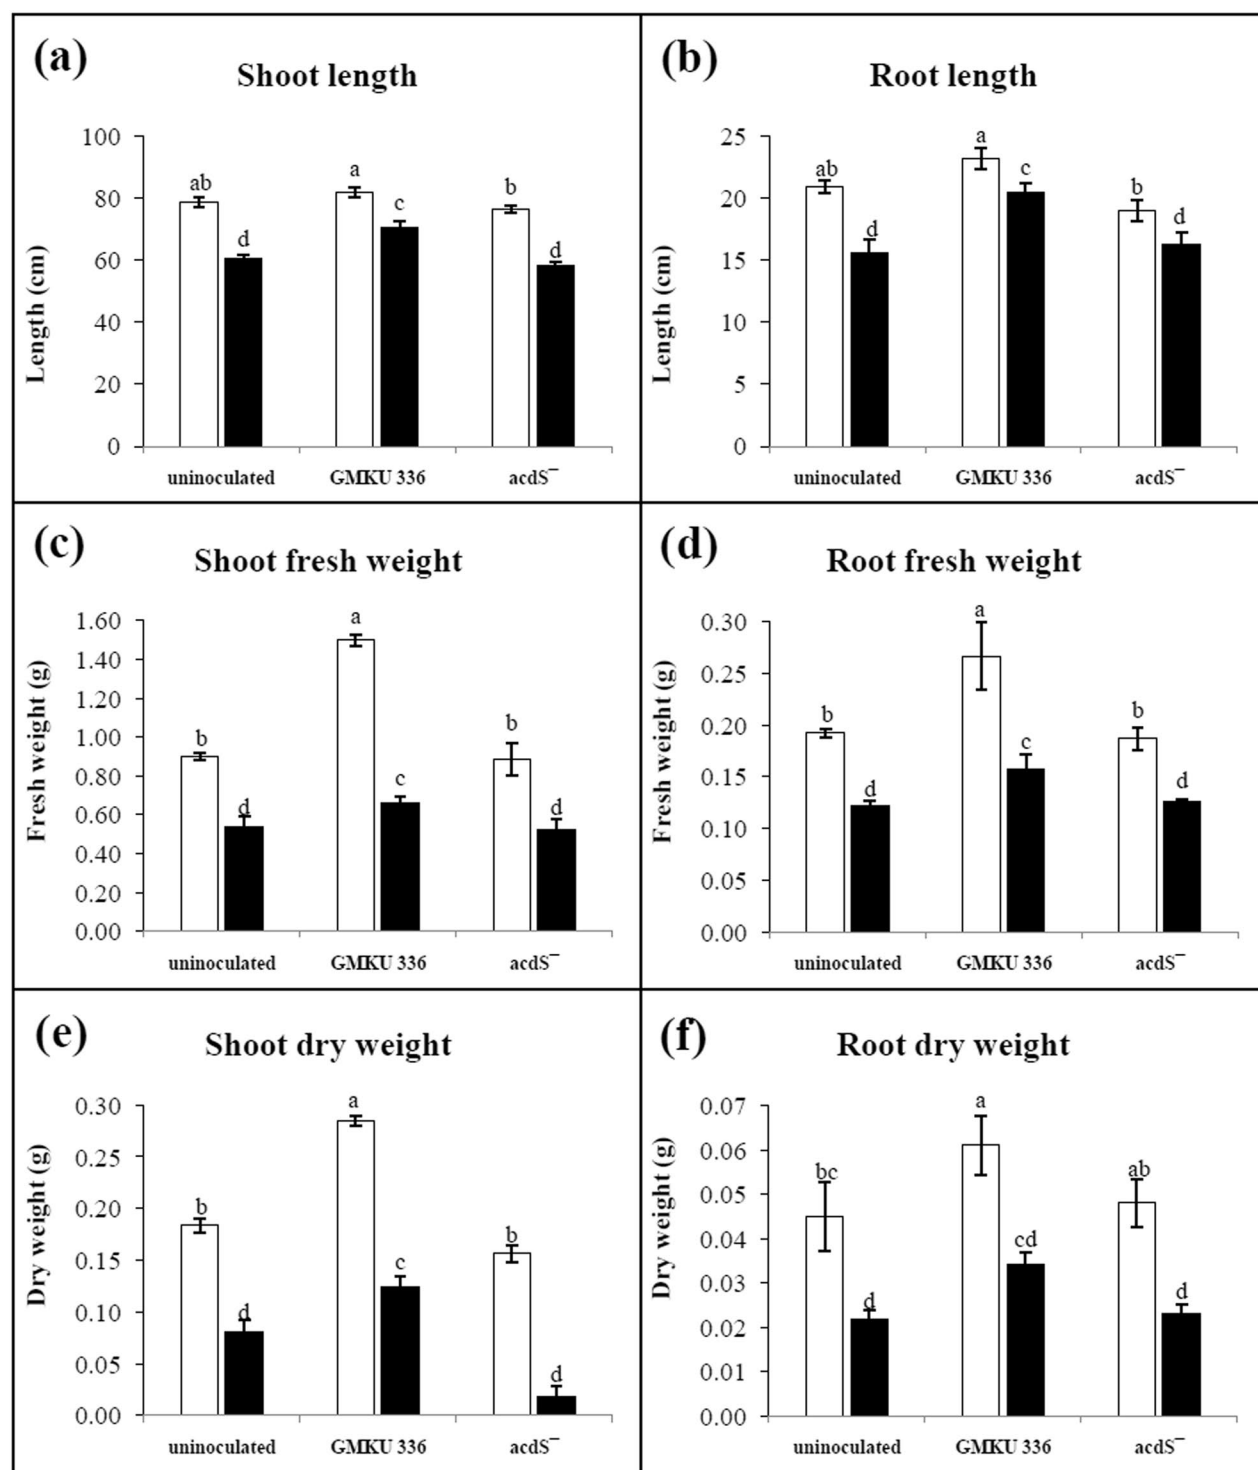 (a)
Shoot length
100
80
60
40
20
0
Length (cm)
ab
d
a
c
b
d
uninoculated GMKU 336 acdS⁻
(b)
Root length
25
20
15
10
5
0
Length (cm)
ab
d
a
c
b
d
uninoculated GMKU 336 acdS⁻
(c)
Shoot fresh weight
1.60
1.40
1.20
1.00
0.80
0.60
0.40
0.20
0.00
Fresh weight (g)
b
d
a
c
b
d
uninoculated GMKU 336 acdS⁻
(d)
Root fresh weight
0.30
0.25
0.20
0.15
0.10
0.05
0.00
Fresh weight (g)
b
d
a
c
b
d
uninoculated GMKU 336 acdS⁻
(e)
Shoot dry weight
0.30
0.25
0.20
0.15
0.10
0.05
0.00
Dry weight (g)
b
d
a
c
b
d
uninoculated GMKU 336 acdS⁻
(f)
Root dry weight
0.07
0.06
0.05
0.04
0.03
0.02
0.01
0.00
Dry weight (g)
bc
d
a
cd
ab
d
uninoculated GMKU 336 acdS⁻